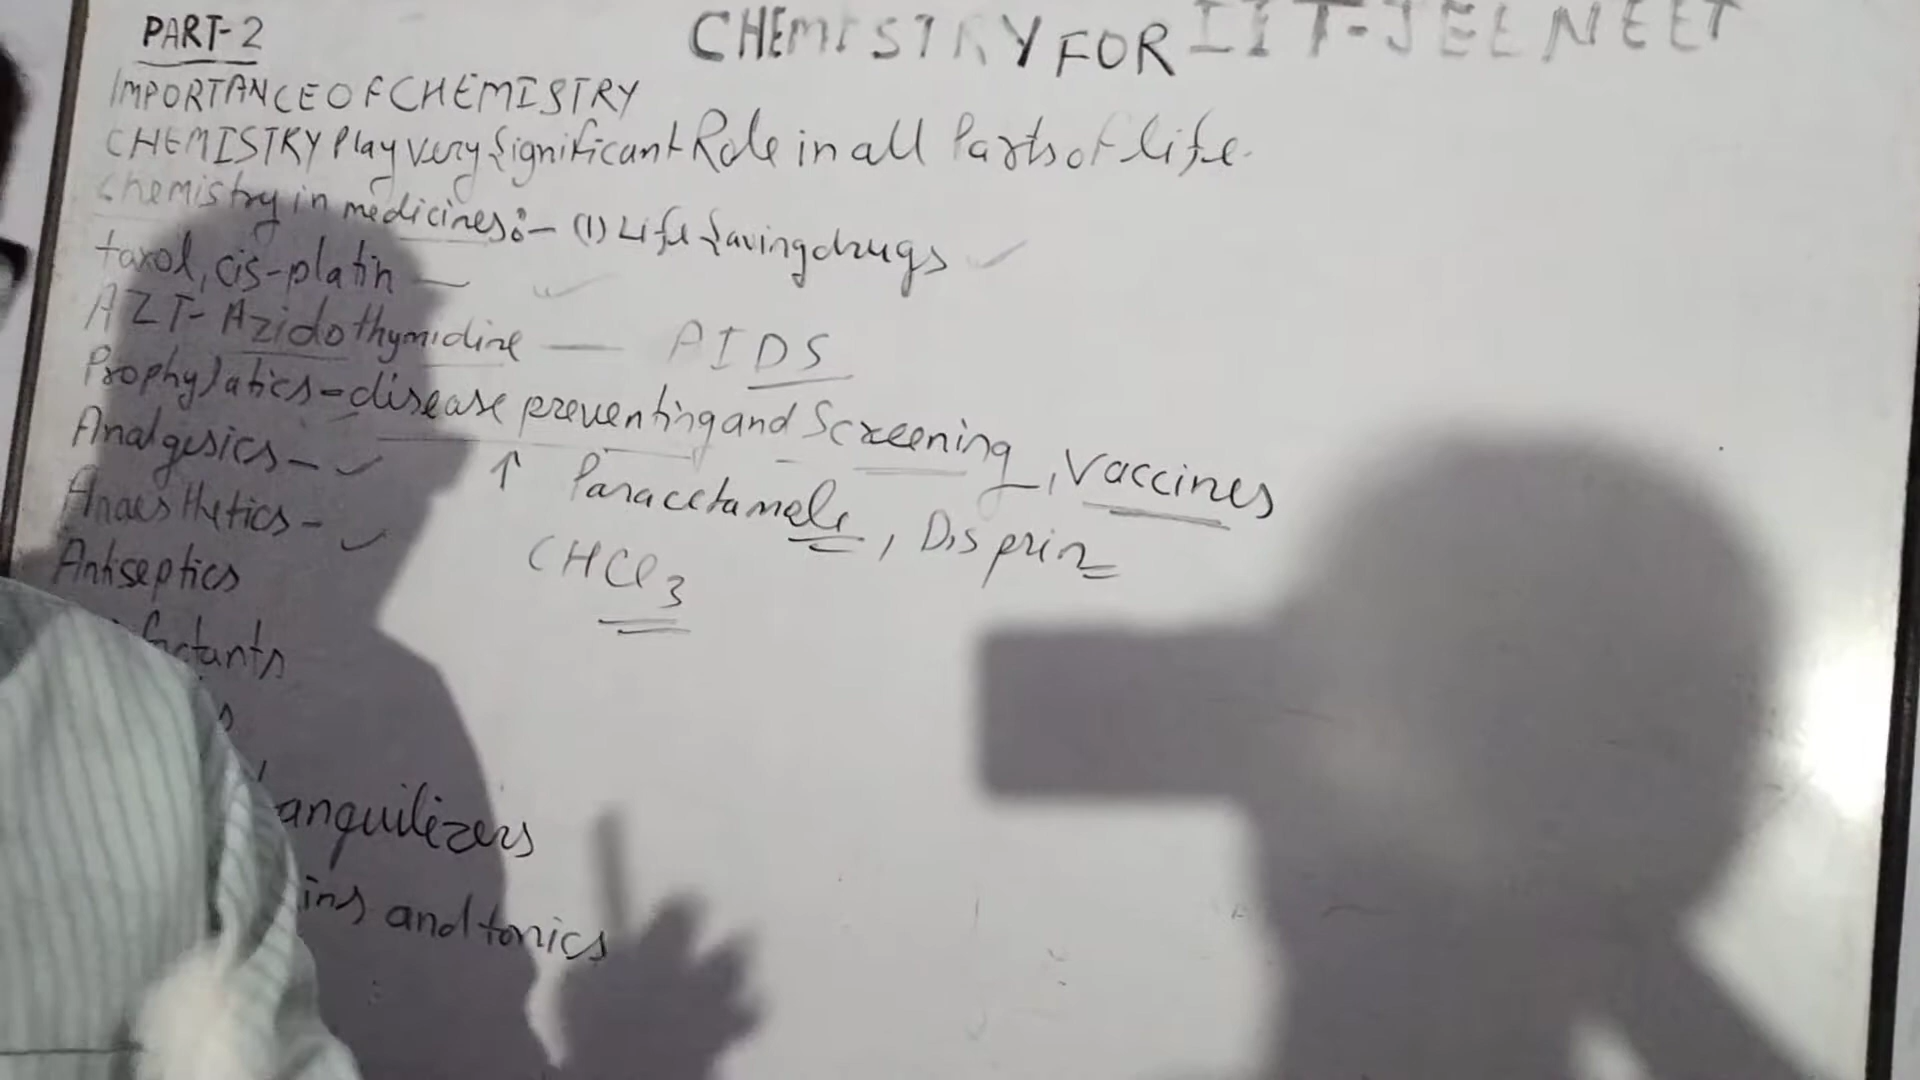 PART-2
CHEMISTRY FOR IIT-JEE NEET
IMPORTANCE OF CHEMISTRY
CHEMISTRY Play very Significant Role in all Parts of life.
Chemistry in medicines:- (1) Life Saving drugs
taxol, cis-platin —
AZT- Azidothymidine — AIDS
Prophylatics - disease preventing and Screening, Vaccines
Analgesics - ↑ Paracetamole, Disprin
Anaesthetics - CHCl3
Antiseptics
anquilizers
and tonics